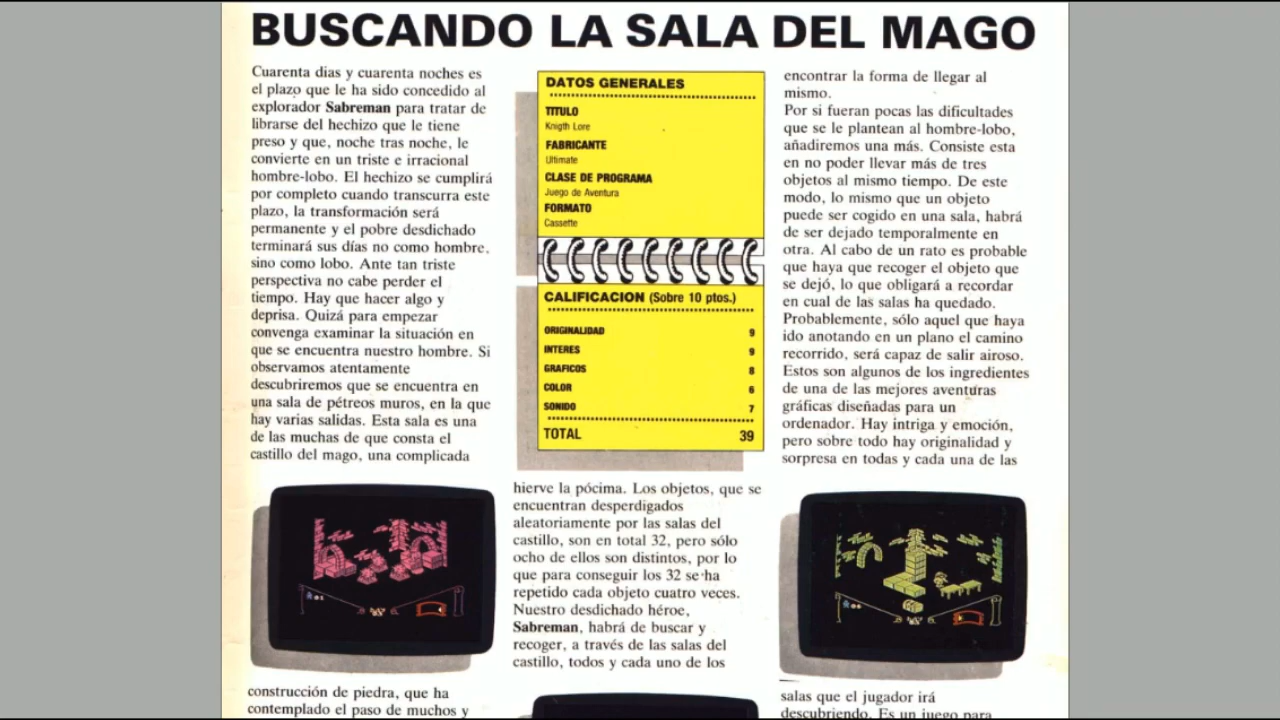 BUSCANDO LA SALA DEL MAGO
Cuarenta dias y cuarenta noches es
el plazo que le ha sido concedido al
explorador Sabreman para tratar de
librarse del hechizo que le tiene
preso y que, noche tras noche, le
convierte en un triste e irracional
hombre-lobo. El hechizo se cumplirá
por completo cuando transcurra este
plazo, la transformación será
permanente y el pobre desdichado
terminará sus días no como hombre,
sino como lobo. Ante tan triste
perspectiva no cabe perder el
tiempo. Hay que hacer algo y
deprisa. Quizá para empezar
convenga examinar la situación en
que se encuentra nuestro hombre. Si
observamos atentamente
descubriremos que se encuentra en
una sala de pétreos muros, en la que
hay varias salidas. Esta sala es una
de las muchas de que consta el
castillo del mago, una complicada
construcción de piedra, que ha
contemplado el paso de muchos y
DATOS GENERALES
TITULO
Knigth Lore
FABRICANTE
Ultimate
CLASE DE PROGRAMA
Juego de Aventura
FORMATO
Cassette
CALIFICACION (Sobre 10 ptos.)
ORIGINALIDAD 9
INTERES 9
GRAFICOS 8
COLOR 6
SONIDO 7
TOTAL 39
hierve la pócima. Los objetos, que se
encuentran desperdigados
aleatoriamente por las salas del
castillo, son en total 32, pero sólo
ocho de ellos son distintos, por lo
que para conseguir los 32 se ha
repetido cada objeto cuatro veces.
Nuestro desdichado héroe,
Sabreman, habrá de buscar y
recoger, a través de las salas del
castillo, todos y cada uno de los
encontrar la forma de llegar al
mismo.
Por si fueran pocas las dificultades
que se le plantean al hombre-lobo,
añadiremos una más. Consiste esta
en no poder llevar más de tres
objetos al mismo tiempo. De este
modo, lo mismo que un objeto
puede ser cogido en una sala, habrá
de ser dejado temporalmente en
otra. Al cabo de un rato es probable
que haya que recoger el objeto que
se dejó, lo que obligará a recordar
en cual de las salas ha quedado.
Probablemente, sólo aquel que haya
ido anotando en un plano el camino
recorrido, será capaz de salir airoso.
Estos son algunos de los ingredientes
de una de las mejores aventuras
gráficas diseñadas para un
ordenador. Hay intriga y emoción,
pero sobre todo hay originalidad y
sorpresa en todas y cada una de las
salas que el jugador irá
descubriendo. Es un juego para